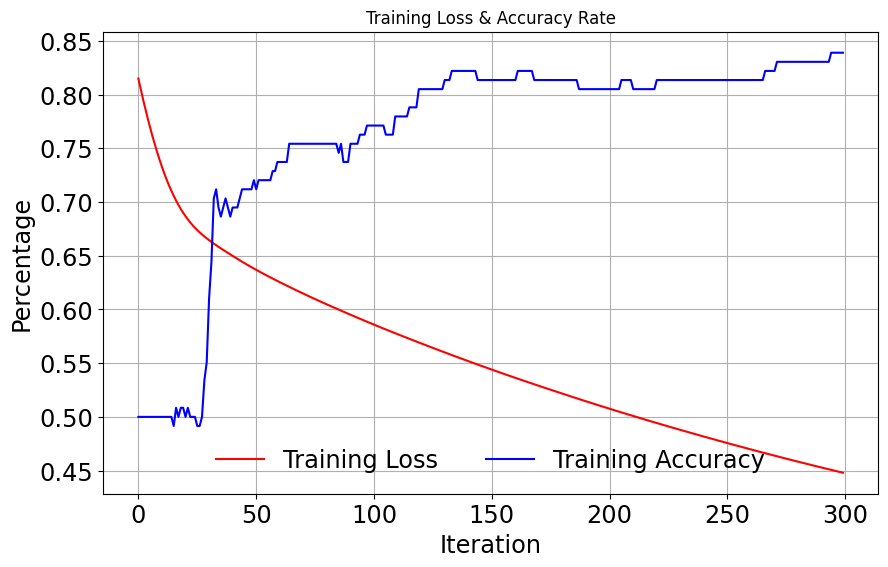 Training Loss & Accuracy Rate
Percentage
0.85
0.80
0.75
0.70
0.65
0.60
0.55
0.50
0.45
Training Loss Training Accuracy
0 50 100 150 200 250 300
Iteration